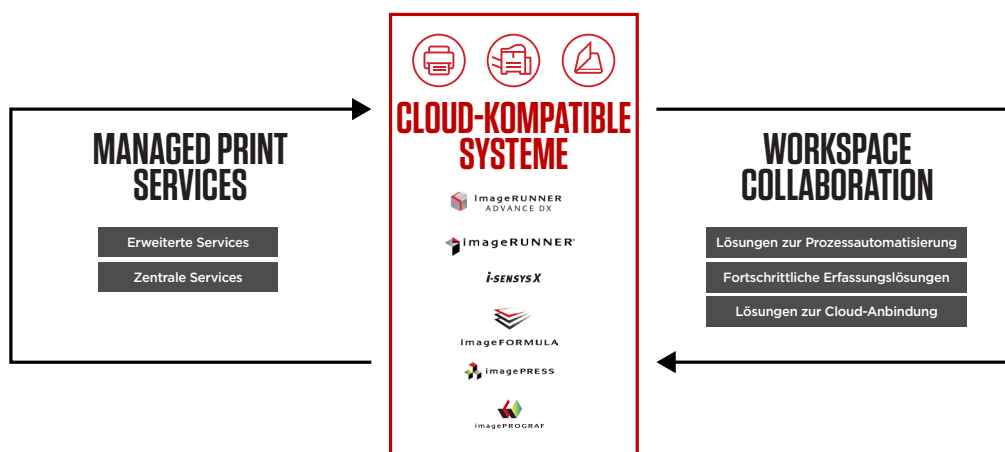 MANAGED PRINT
SERVICES
Erweiterte Services
Zentrale Services
CLOUD-KOMPATIBLE
SYSTEME
imageRUNNER
ADVANCE DX
imageRUNNER
i-SENSYS X
imageFORMULA
imagePRESS
imagePROGRAF
WORKSPACE
COLLABORATION
Lösungen zur Prozessautomatisierung
Fortschrittliche Erfassungslösungen
Lösungen zur Cloud-Anbindung